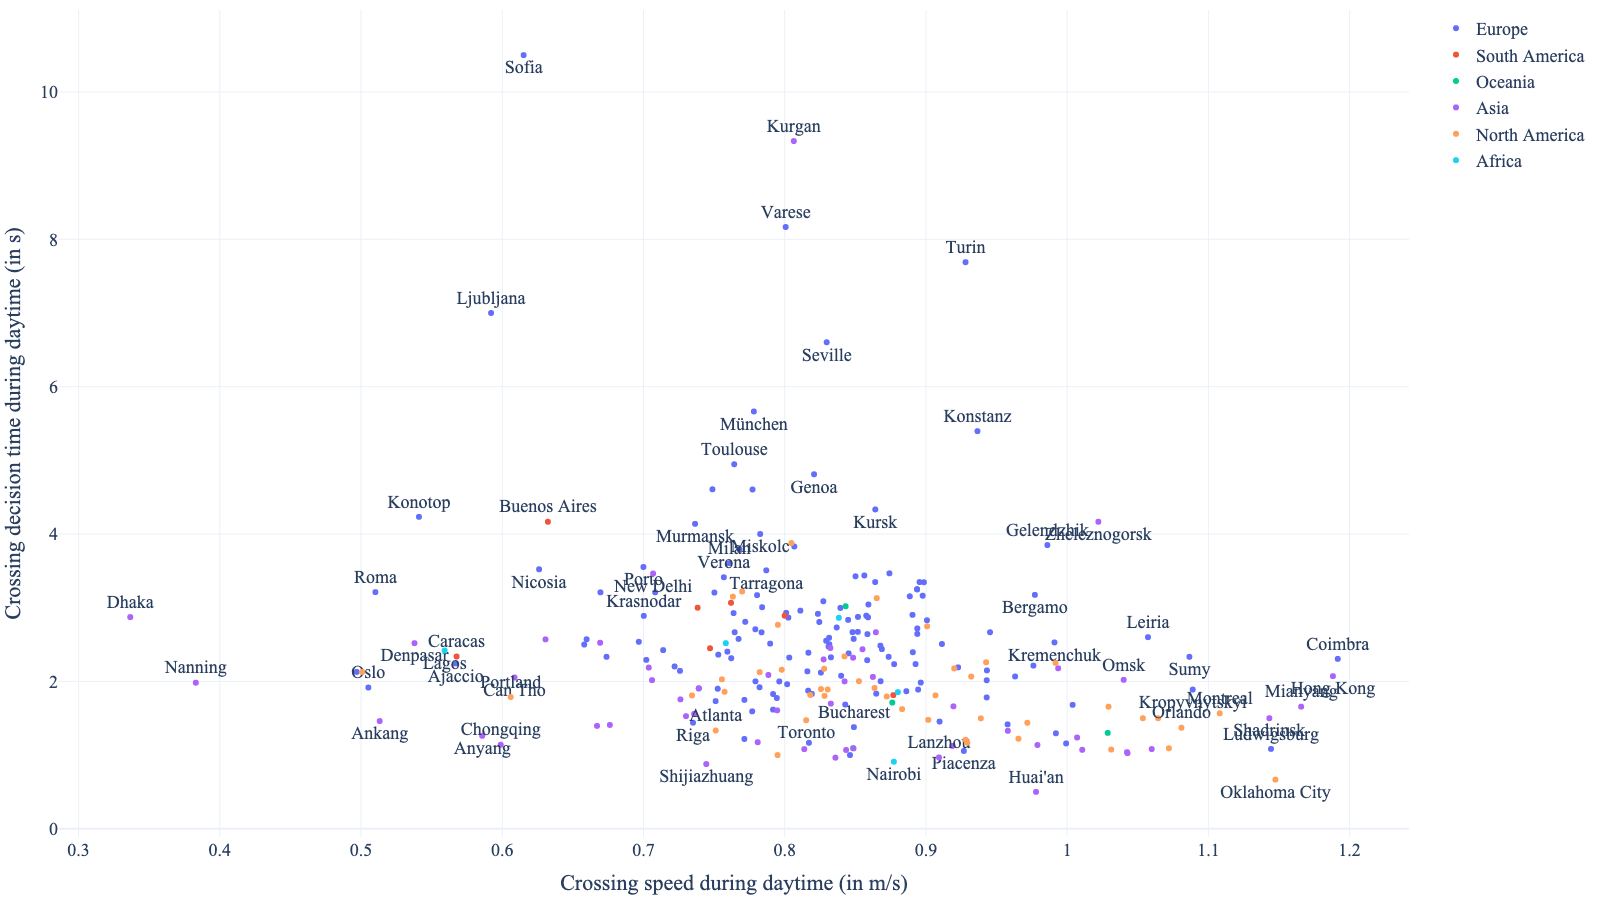 Europe
South America
Oceania
Asia
North America
Africa
Sofia
Kurgan
Varese
Turin
Ljubljana
Seville
München
Konstanz
Toulouse
Genoa
Konotop
Buenos Aires
Kursk
Gelendzhik
Zheleznogorsk
Murmansk
Milan
Miskolc
Verona
Roma
Nicosia
Porto
New Delhi
Tarragona
Dhaka
Krasnodar
Bergamo
Leiria
Caracas
Coimbra
Denpasar
Lagos
Kremenchuk
Nanning
Oslo
Ajaccio
Omsk
Sumy
Portland
Can Tho
Mianyang
Hong Kong
Kropyvnytskyi
Montreal
Atlanta
Bucharest
Orlando
Ankang
Chongqing
Riga
Toronto
Shadrinsk
Ludwigsburg
Anyang
Lanzhou
Piacenza
Shijiazhuang
Nairobi
Huai'an
Oklahoma City
10
8
6
4
2
0
0.3
0.4
0.5
0.6
0.7
0.8
0.9
1
1.1
1.2
Crossing speed during daytime (in m/s)
Crossing decision time during daytime (in s)